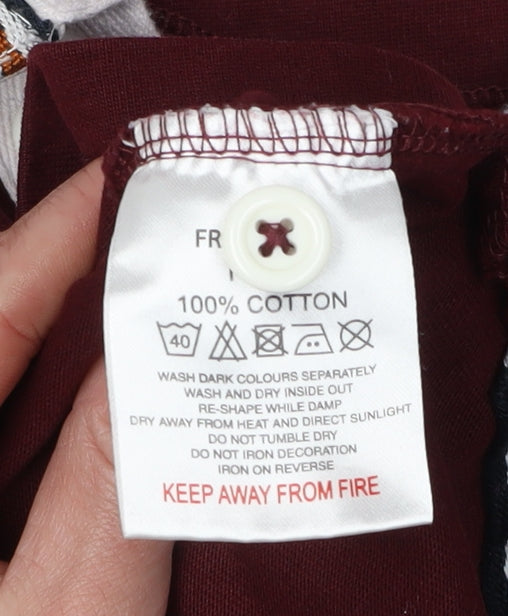 FR
100% COTTON
40
WASH DARK COLOURS SEPARATELY
WASH AND DRY INSIDE OUT
RE-SHAPE WHILE DAMP
DRY AWAY FROM HEAT AND DIRECT SUNLIGHT
DO NOT TUMBLE DRY
DO NOT IRON DECORATION
IRON ON REVERSE
KEEP AWAY FROM FIRE